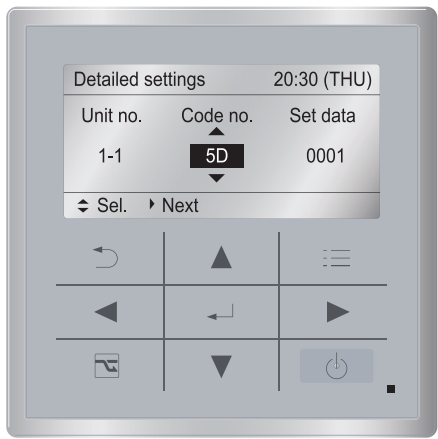 Detailed settings 20:30 (THU)
Unit no. Code no. Set data
1-1 5D 0001
Sel. Next